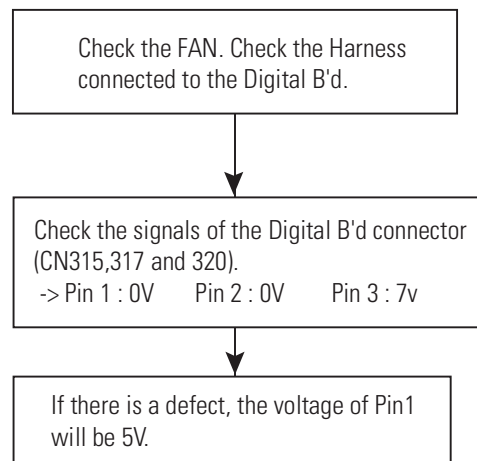 Check the FAN. Check the Harness
connected to the Digital B'd.
Check the signals of the Digital B'd connector
(CN315,317 and 320).
-> Pin 1 : 0V Pin 2 : 0V Pin 3 : 7v
If there is a defect, the voltage of Pin1
will be 5V.